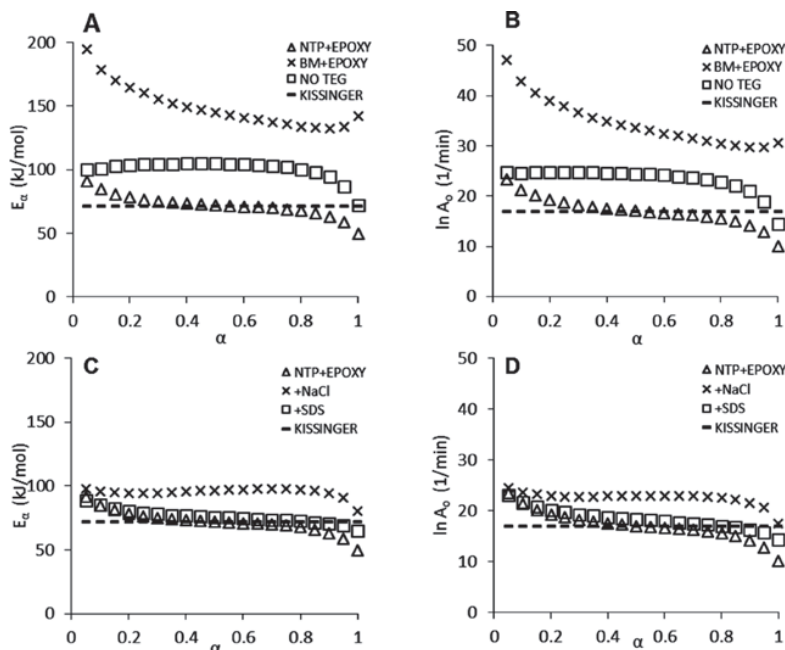 A
200
150
100
50
0
Eα (kJ/mol)
NTP+EPOXY
BM+EPOXY
NO TEG
KISSINGER
0 0.2 0.4 0.6 0.8 1
α
B
50
40
30
20
10
0
ln Ao (1/min)
NTP+EPOXY
BM+EPOXY
NO TEG
KISSINGER
0 0.2 0.4 0.6 0.8 1
α
C
200
150
100
50
0
Eα (kJ/mol)
NTP+EPOXY
+NaCl
+SDS
KISSINGER
0 0.2 0.4 0.6 0.8 1
α
D
50
40
30
20
10
0
ln Ao (1/min)
NTP+EPOXY
+NaCl
+SDS
KISSINGER
0 0.2 0.4 0.6 0.8 1
α